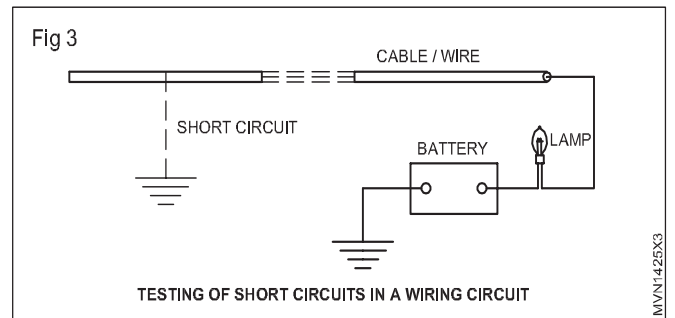 Fig 3
CABLE / WIRE
SHORT CIRCUIT
LAMP
BATTERY
TESTING OF SHORT CIRCUITS IN A WIRING CIRCUIT
MVN1425X3